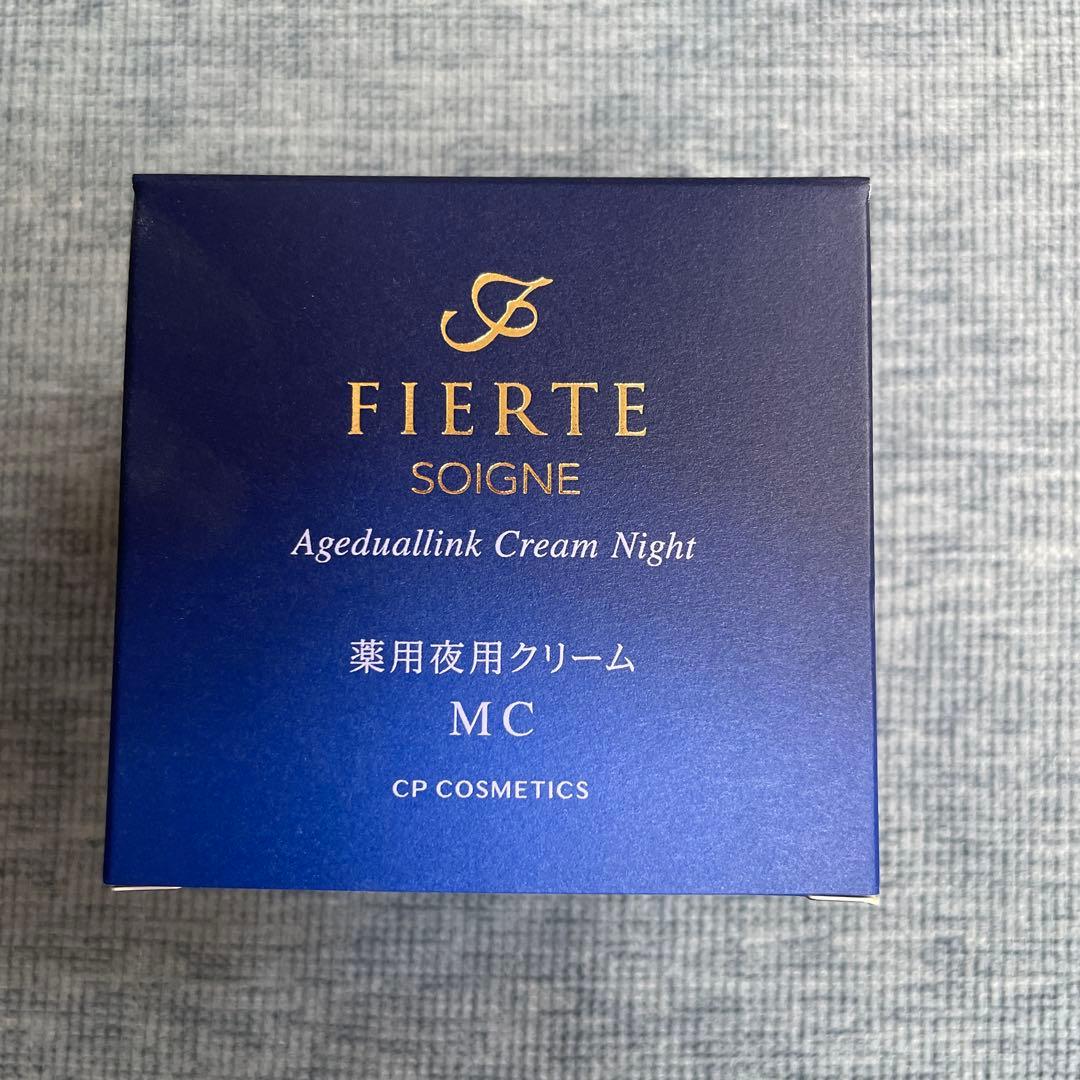 FIERTE
SOIGNE
Ageduallink Cream Night
薬用夜用クリーム
MC
CP COSMETICS